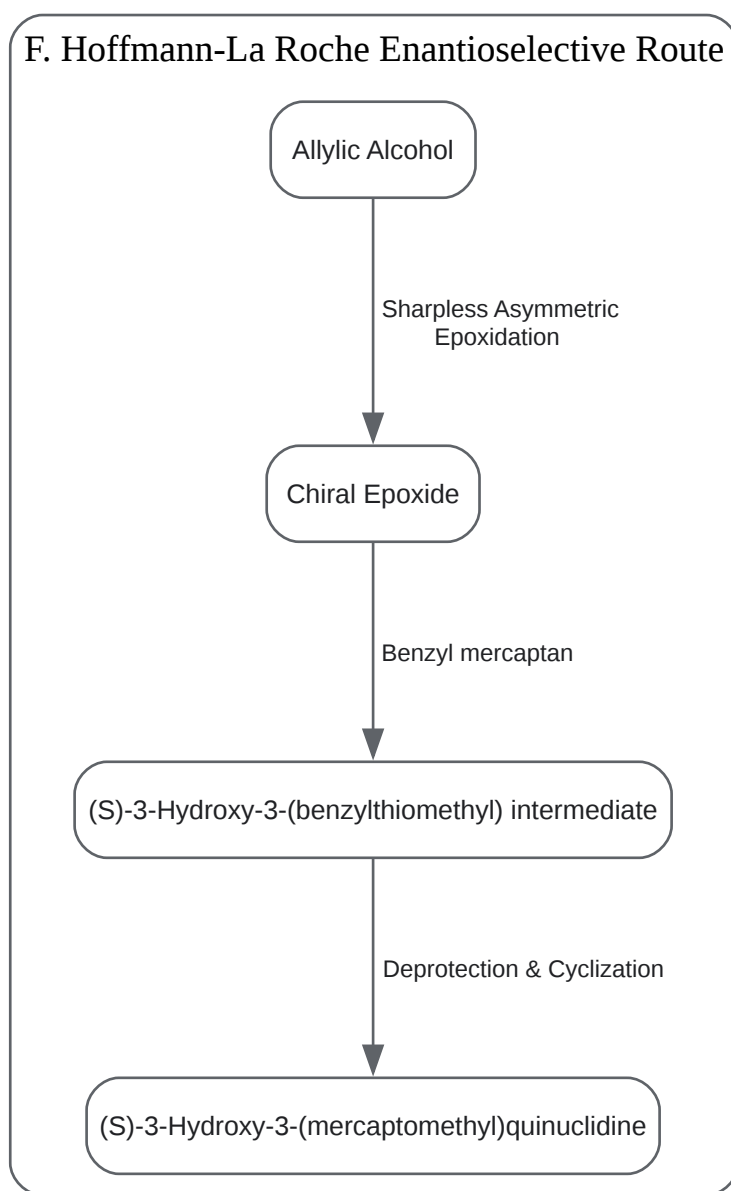 F. Hoffmann-La Roche Enantioselective Route
Allylic Alcohol
Sharpless Asymmetric
Epoxidation
Chiral Epoxide
Benzyl mercaptan
(S)-3-Hydroxy-3-(benzylthiomethyl) intermediate
Deprotection & Cyclization
(S)-3-Hydroxy-3-(mercaptomethyl)quinuclidine